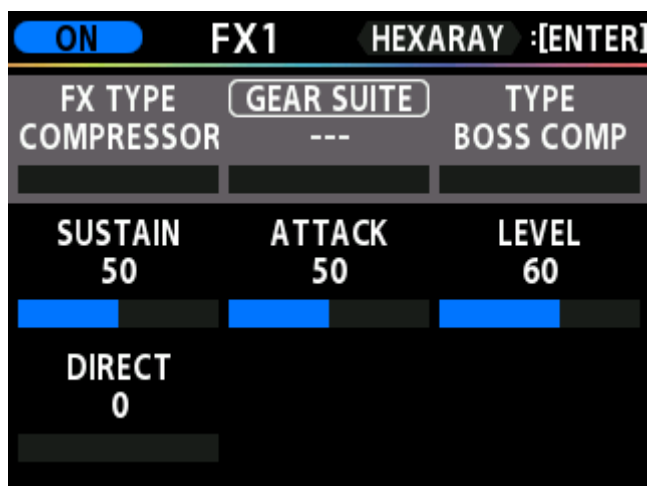 ON FX1 HEXARAY :[ENTER]
FX TYPE GEAR SUITE TYPE
COMPRESSOR --- BOSS COMP
SUSTAIN ATTACK LEVEL
50 50 60
DIRECT
0